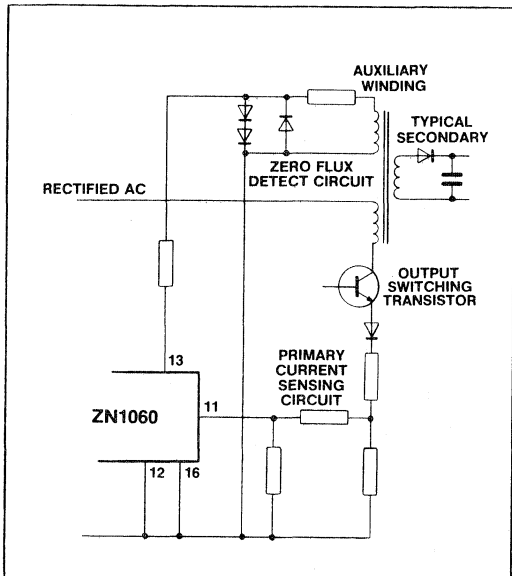 AUXILIARY
WINDING
TYPICAL
SECONDARY
ZERO FLUX
DETECT CIRCUIT
RECTIFIED AC
OUTPUT
SWITCHING
TRANSISTOR
PRIMARY
CURRENT
SENSING
CIRCUIT
13
ZN1060
11
12
16